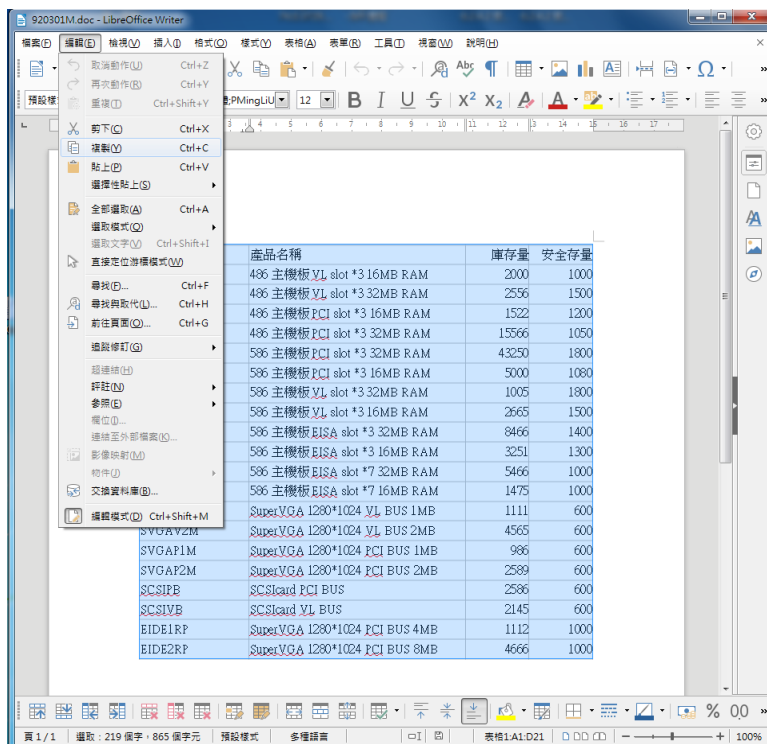 920301M.doc - LibreOffice Writer
檔案(F) 編輯(E) 檢視(V) 插入(I) 格式(O) 樣式(Y) 表格(A) 表單(R) 工具(T) 視窗(W) 說明(H)
取消動作(U) Ctrl+Z
再次動作(R) Ctrl+Y
重複(T) Ctrl+Shift+Y
預設樣 ;PMingLiU 12
剪下(C) Ctrl+X
複製(Y) Ctrl+C
貼上(P) Ctrl+V
選擇性貼上(S)
全部選取(A) Ctrl+A
選取模式(O)
選取文字(V) Ctrl+Shift+I
直接定位游標模式(W)
尋找(F)... Ctrl+F
尋找與取代(L)... Ctrl+H
前往頁面(O)... Ctrl+G
追蹤修訂(G)
超連結(H)
評註(N)
參照(E)
欄位(I)...
連結至外部檔案(K)...
影像映射(M)
物件(J)
交換資料庫(B)...
編輯模式(D) Ctrl+Shift+M
3 4 5 6 7 8 9 10 11 12 13 14 15 16 17
產品名稱 庫存量 安全存量
486 主機板 VL slot *3 16MB RAM 2000 1000
486 主機板 VL slot *3 32MB RAM 2556 1500
486 主機板 PCI slot *3 16MB RAM 1522 1200
486 主機板 PCI slot *3 32MB RAM 15566 1050
586 主機板 PCI slot *3 32MB RAM 43250 1800
586 主機板 PCI slot *3 16MB RAM 5000 1080
586 主機板 VL slot *3 32MB RAM 1005 1800
586 主機板 VL slot *3 16MB RAM 2665 1500
586 主機板 EISA slot *3 32MB RAM 8466 1400
586 主機板 EISA slot *3 16MB RAM 3251 1300
586 主機板 EISA slot *7 32MB RAM 5466 1000
586 主機板 EISA slot *7 16MB RAM 1475 1000
SuperVGA 1280*1024 VL BUS 1MB 1111 600
SVGAV2M SuperVGA 1280*1024 VL BUS 2MB 4565 600
SVGAP1M SuperVGA 1280*1024 PCI BUS 1MB 986 600
SVGAP2M SuperVGA 1280*1024 PCI BUS 2MB 2589 600
SCSIPB SCSIcard PCI BUS 2586 600
SCSIVB SCSIcard VL BUS 2145 600
EIDE1RP SuperVGA 1280*1024 PCI BUS 4MB 1112 1000
EIDE2RP SuperVGA 1280*1024 PCI BUS 8MB 4666 1000
頁 1 / 1 選取：219 個字，865 個字元 預設樣式 多種語言 表格1:A1:D21 100%